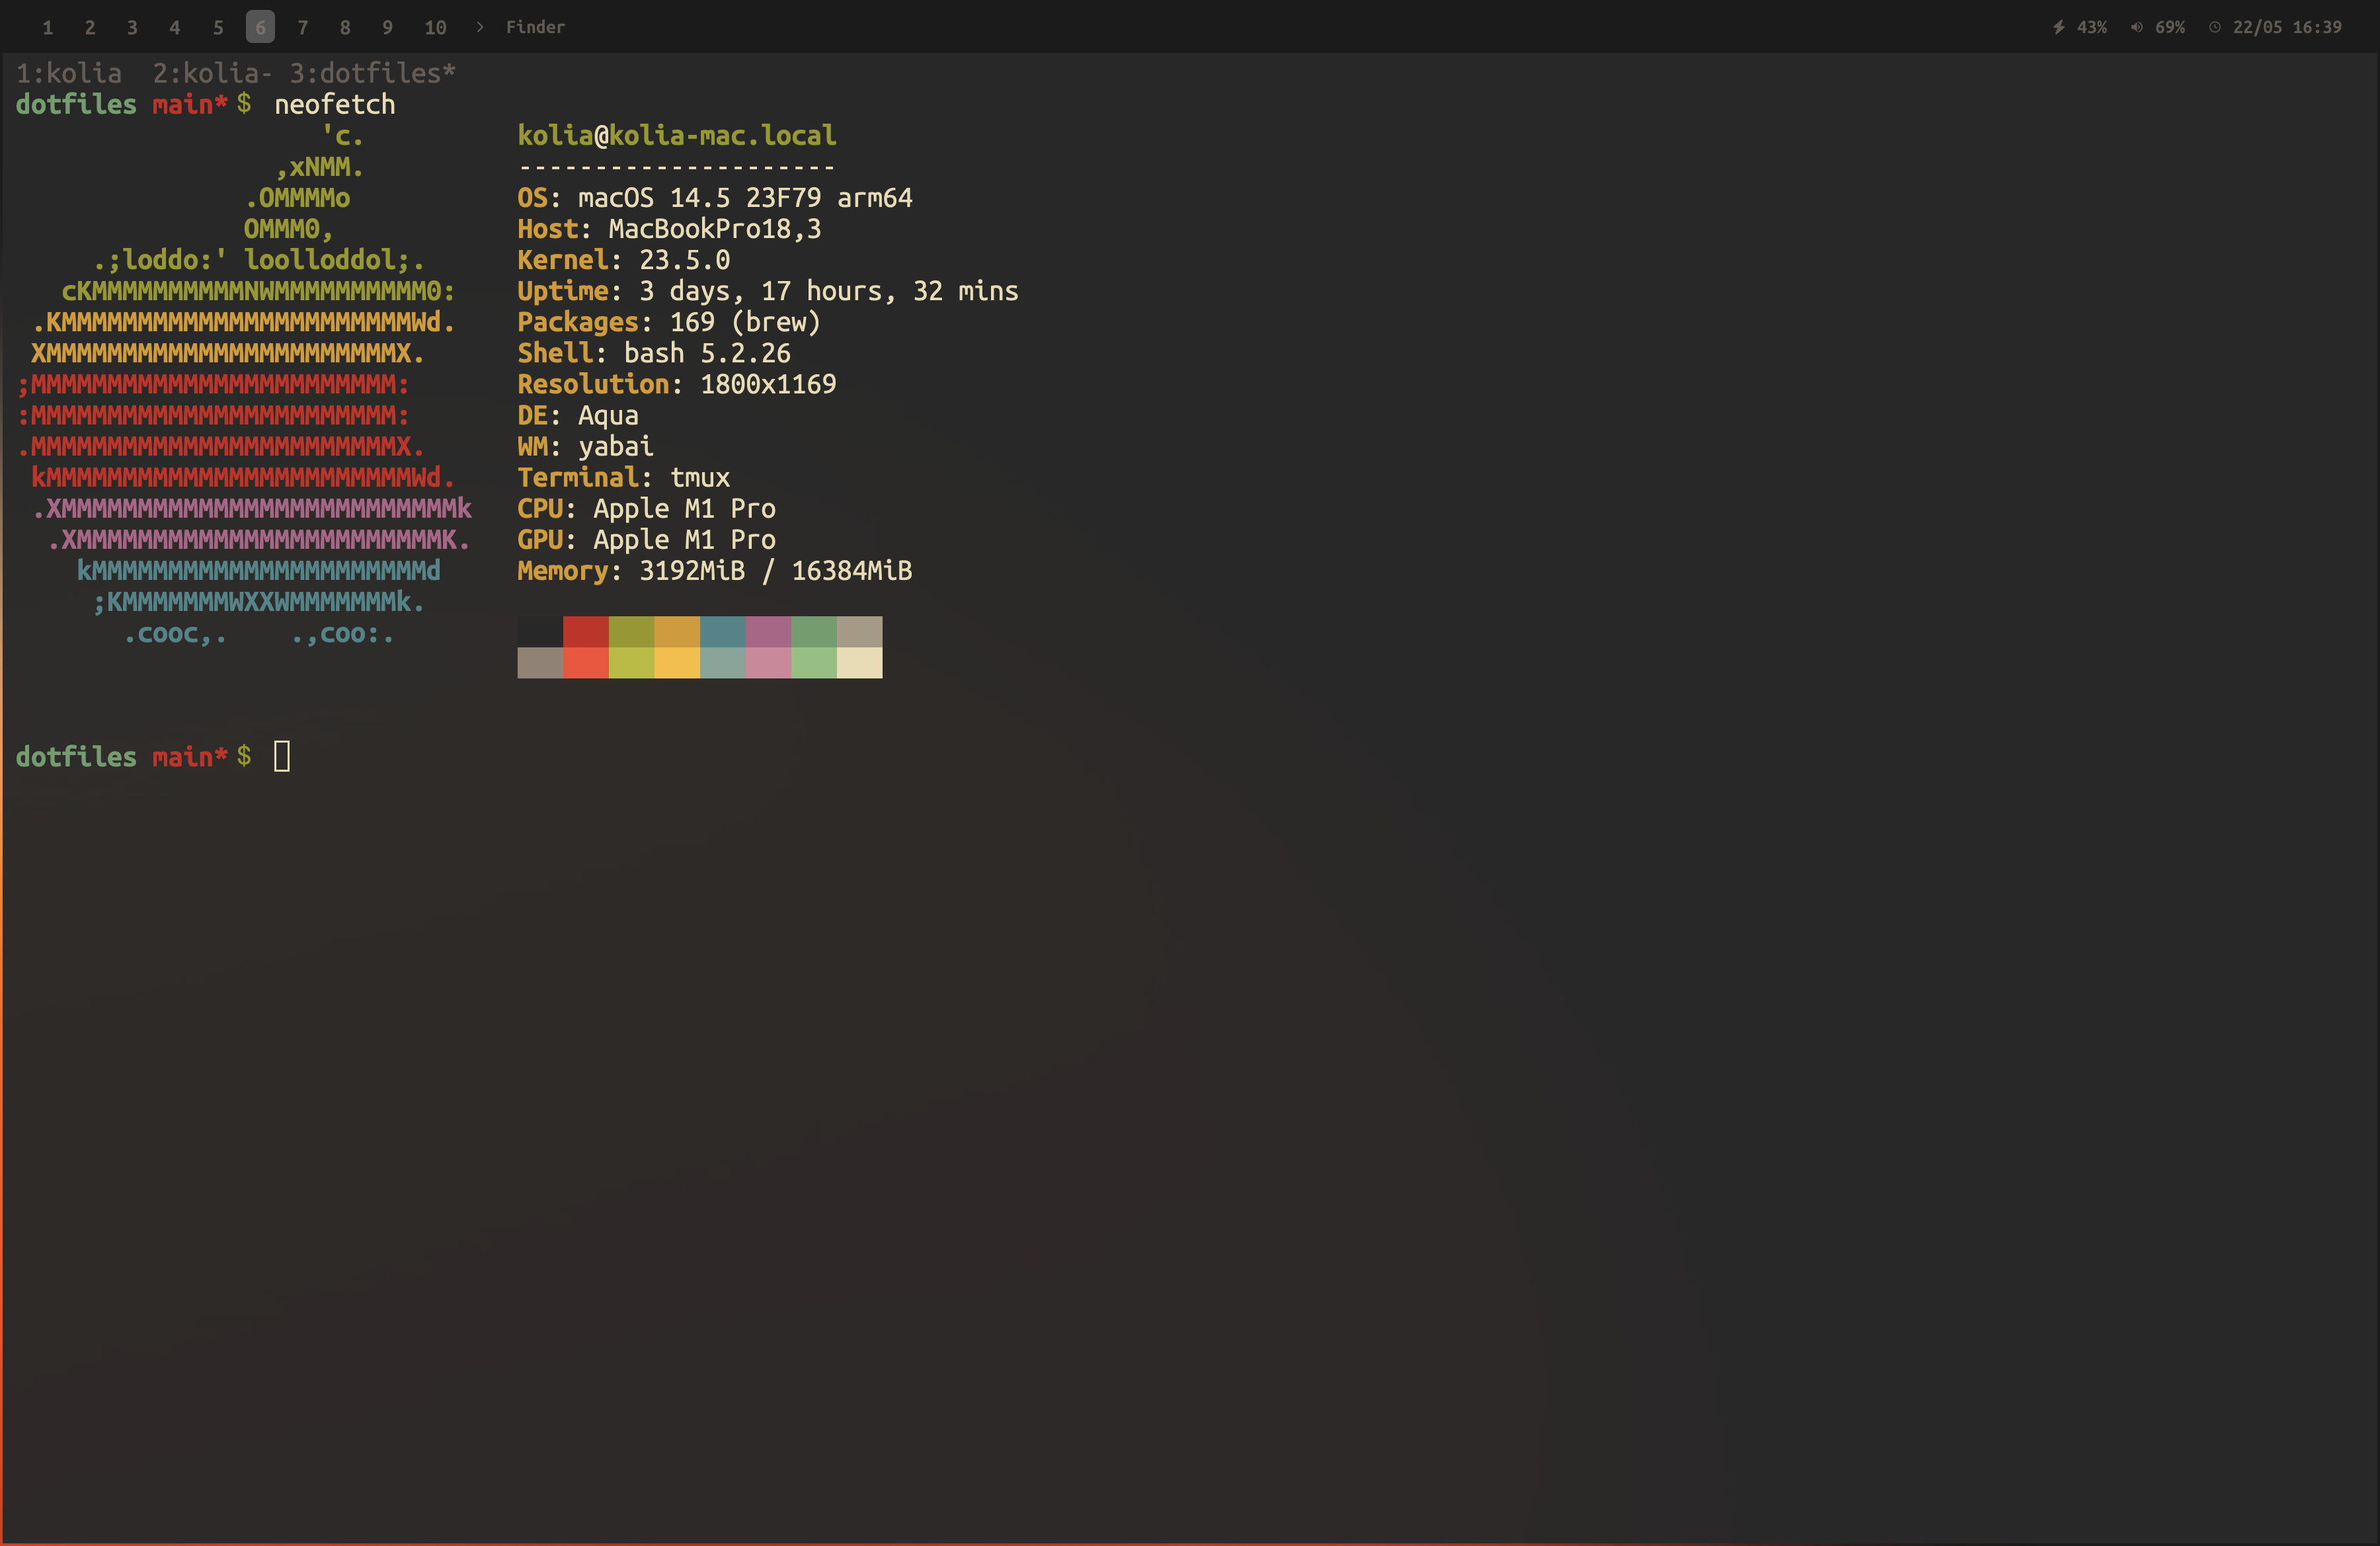 1 2 3 4 5 6 7 8 9 10 > Finder 43% 69% 22/05 16:39
1:kolia  2:kolia- 3:dotfiles*
dotfiles main* $ neofetch
                    'c.          kolia@kolia-mac.local
                 ,xNMM.          ---------------------
               .OMMMMo           OS: macOS 14.5 23F79 arm64
               OMMM0,            Host: MacBookPro18,3
     .;loddo:' loolloddol;.      Kernel: 23.5.0
   cKMMMMMMMMMMNWMMMMMMMMMM0:    Uptime: 3 days, 17 hours, 32 mins
 .KMMMMMMMMMMMMMMMMMMMMMMMWd.    Packages: 169 (brew)
 XMMMMMMMMMMMMMMMMMMMMMMMX.      Shell: bash 5.2.26
;MMMMMMMMMMMMMMMMMMMMMMMM:       Resolution: 1800x1169
:MMMMMMMMMMMMMMMMMMMMMMMM:       DE: Aqua
.MMMMMMMMMMMMMMMMMMMMMMMMX.      WM: yabai
 kMMMMMMMMMMMMMMMMMMMMMMMMWd.    Terminal: tmux
 .XMMMMMMMMMMMMMMMMMMMMMMMMMMk   CPU: Apple M1 Pro
  .XMMMMMMMMMMMMMMMMMMMMMMMMK.   GPU: Apple M1 Pro
    kMMMMMMMMMMMMMMMMMMMMMMd     Memory: 3192MiB / 16384MiB
     ;KMMMMMMMWXXWMMMMMMMk.
       .cooc,.    .,coo:.
dotfiles main* $